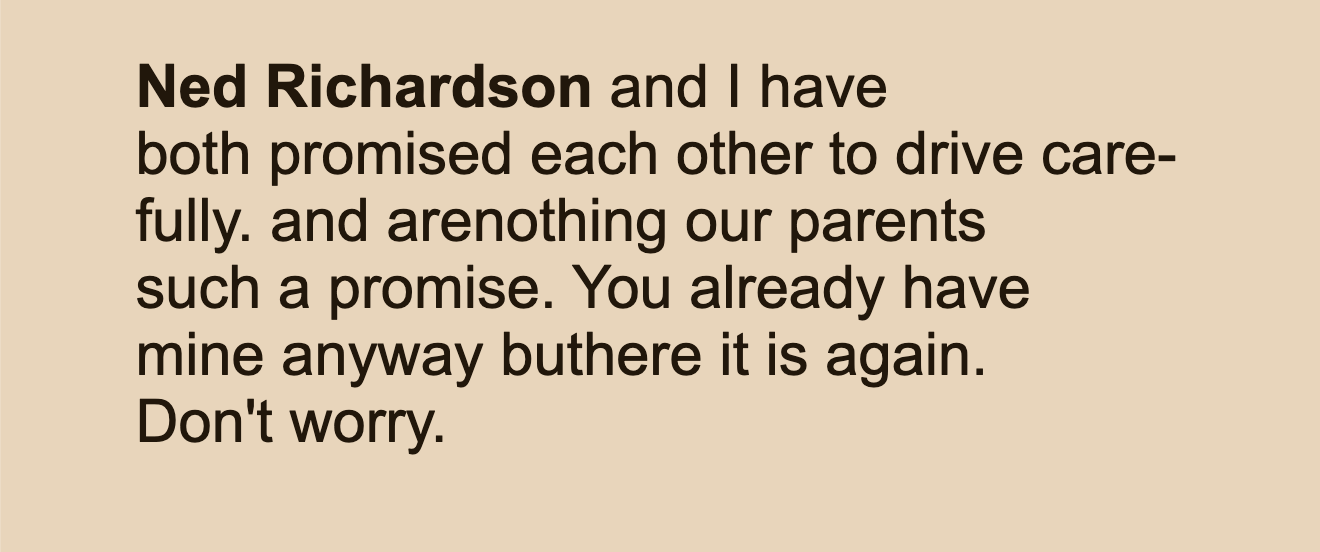 Ned Richardson and I have
both promised each other to drive care-
fully. and arenothing our parents
such a promise. You already have
mine anyway buthere it is again.
Don't worry.